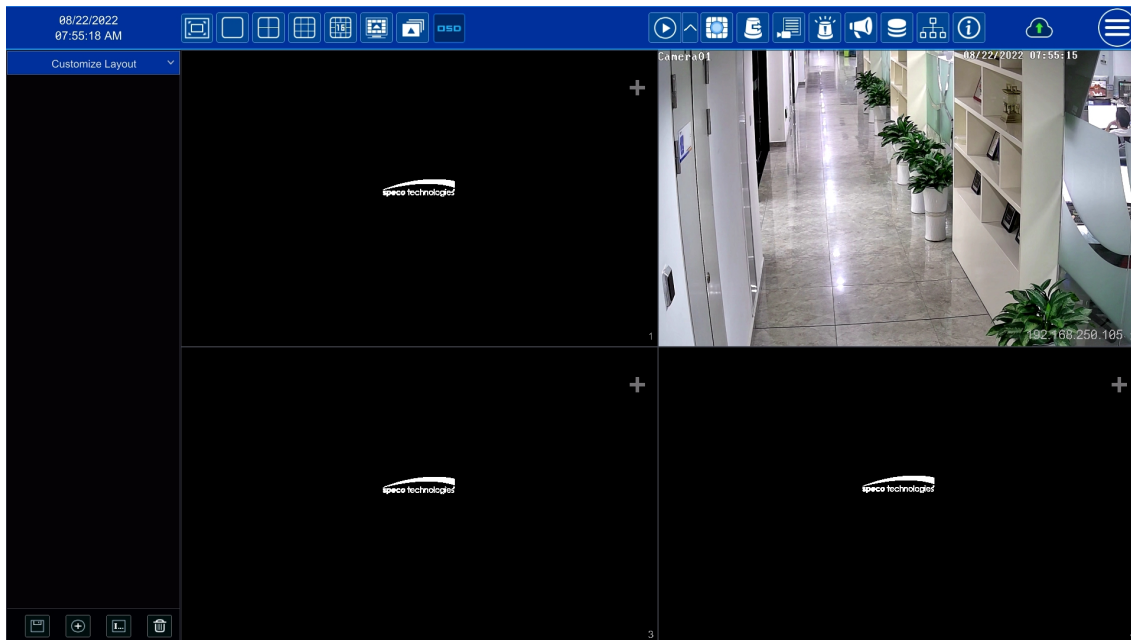 08/22/2022
07:55:18 AM
16
OSD
Customize Layout
speco technologies
1
Camera01
08/22/2022 07:55:15
192.168.250.105
speco technologies
3
speco technologies